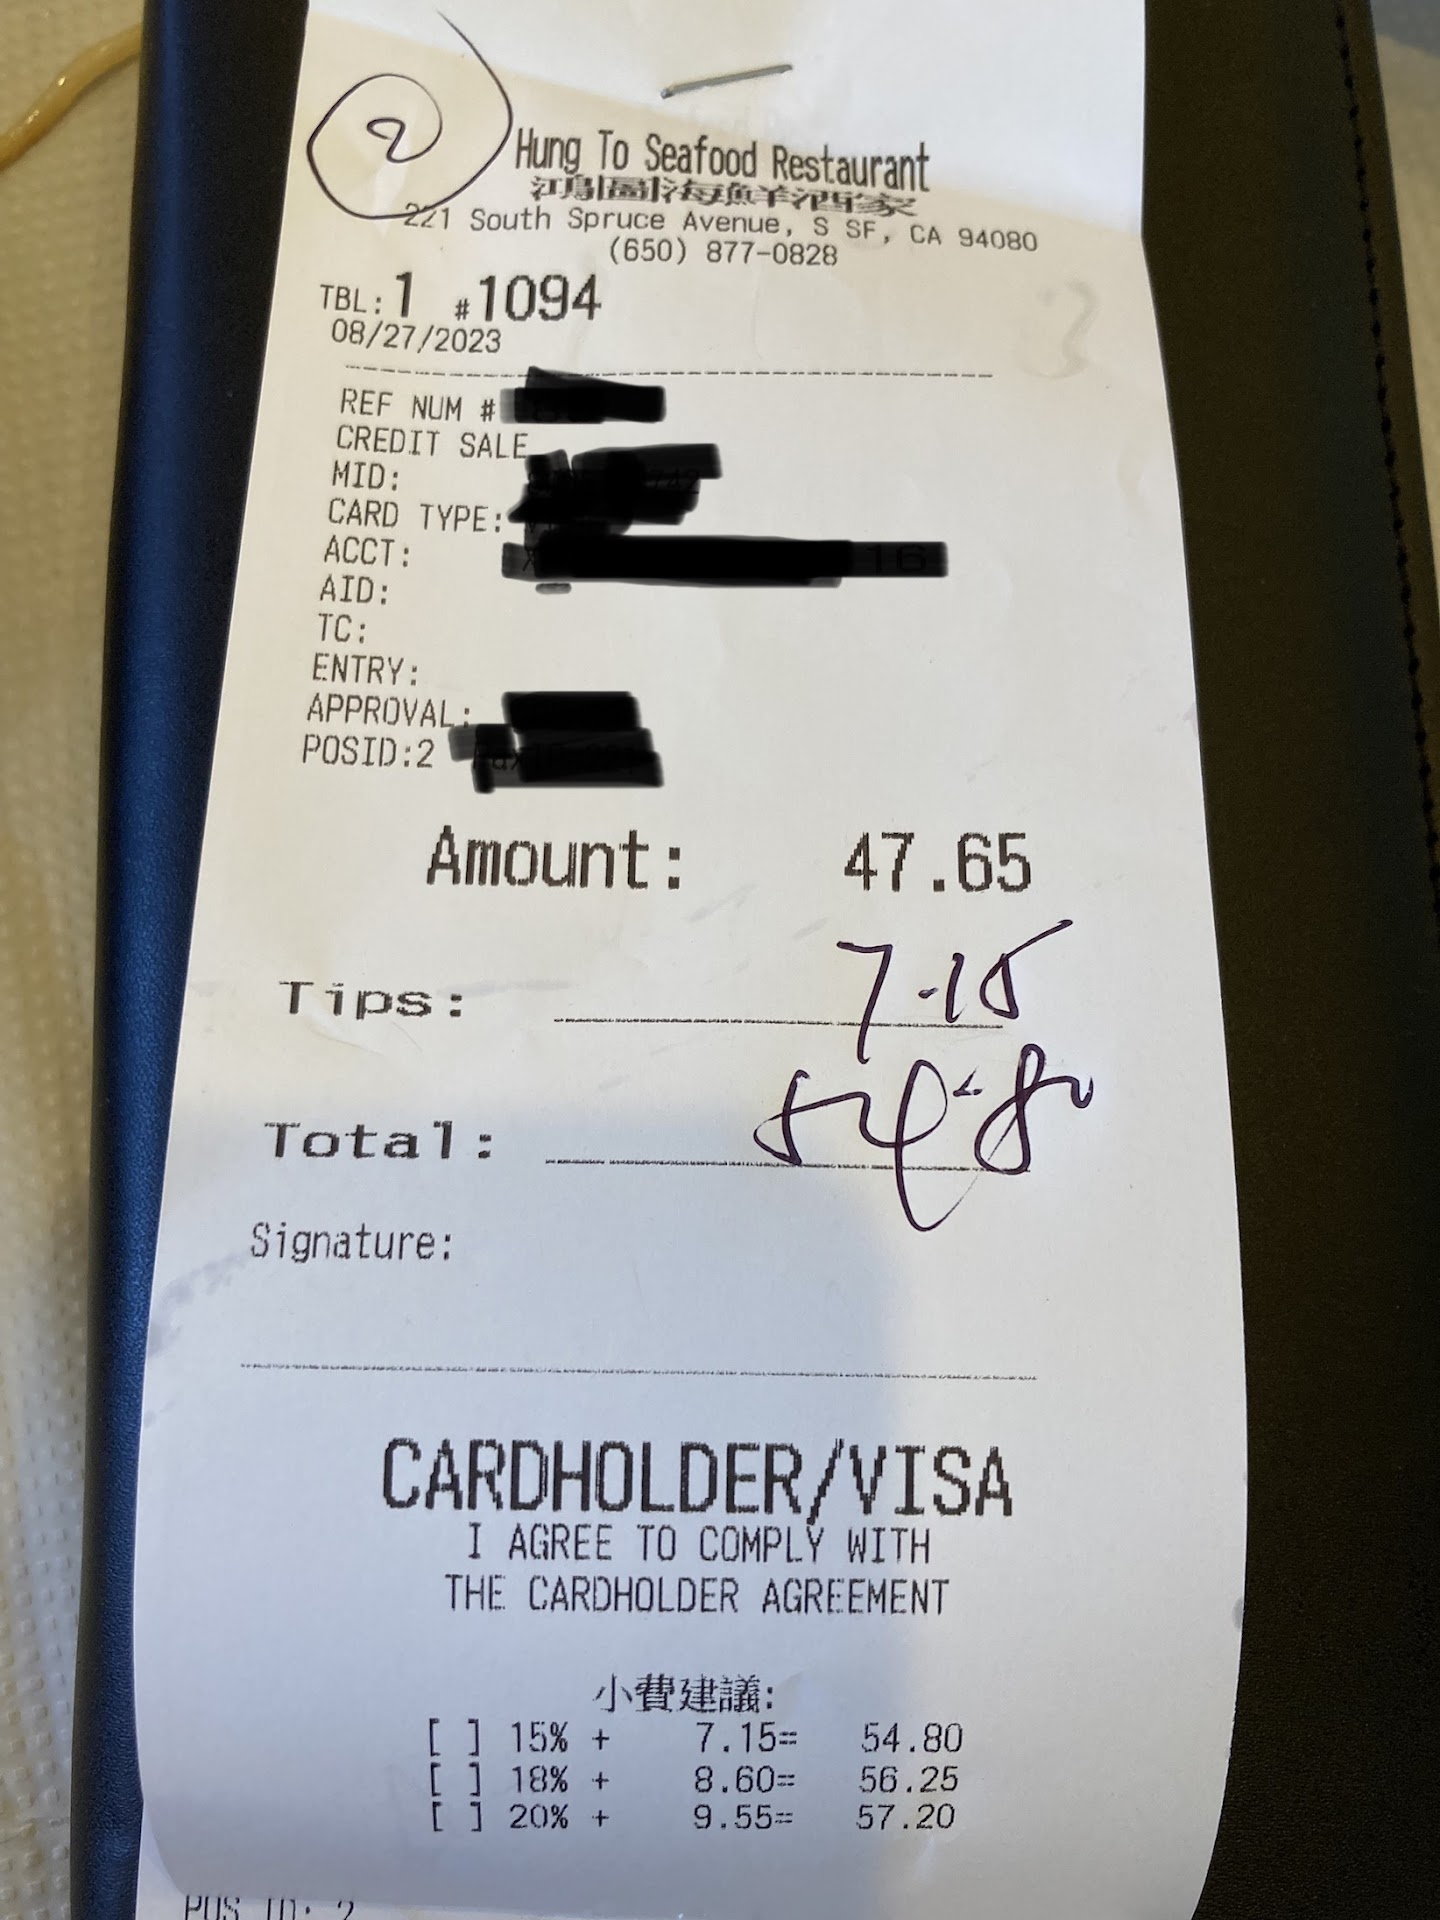 2
Hung To Seafood Restaurant
鴻圖海鮮酒家
221 South Spruce Avenue, S SF, CA 94080
(650) 877-0828
TBL: 1 #1094
08/27/2023
REF NUM #
CREDIT SALE
MID:
CARD TYPE:
ACCT:
AID:
TC:
ENTRY:
APPROVAL:
POSID:2
Amount: 47.65
Tips: 7.15
Total: 54.80
Signature:
CARDHOLDER/VISA
I AGREE TO COMPLY WITH
THE CARDHOLDER AGREEMENT
小費建議:
[ ] 15% + 7.15= 54.80
[ ] 18% + 8.60= 56.25
[ ] 20% + 9.55= 57.20
POS ID: 2